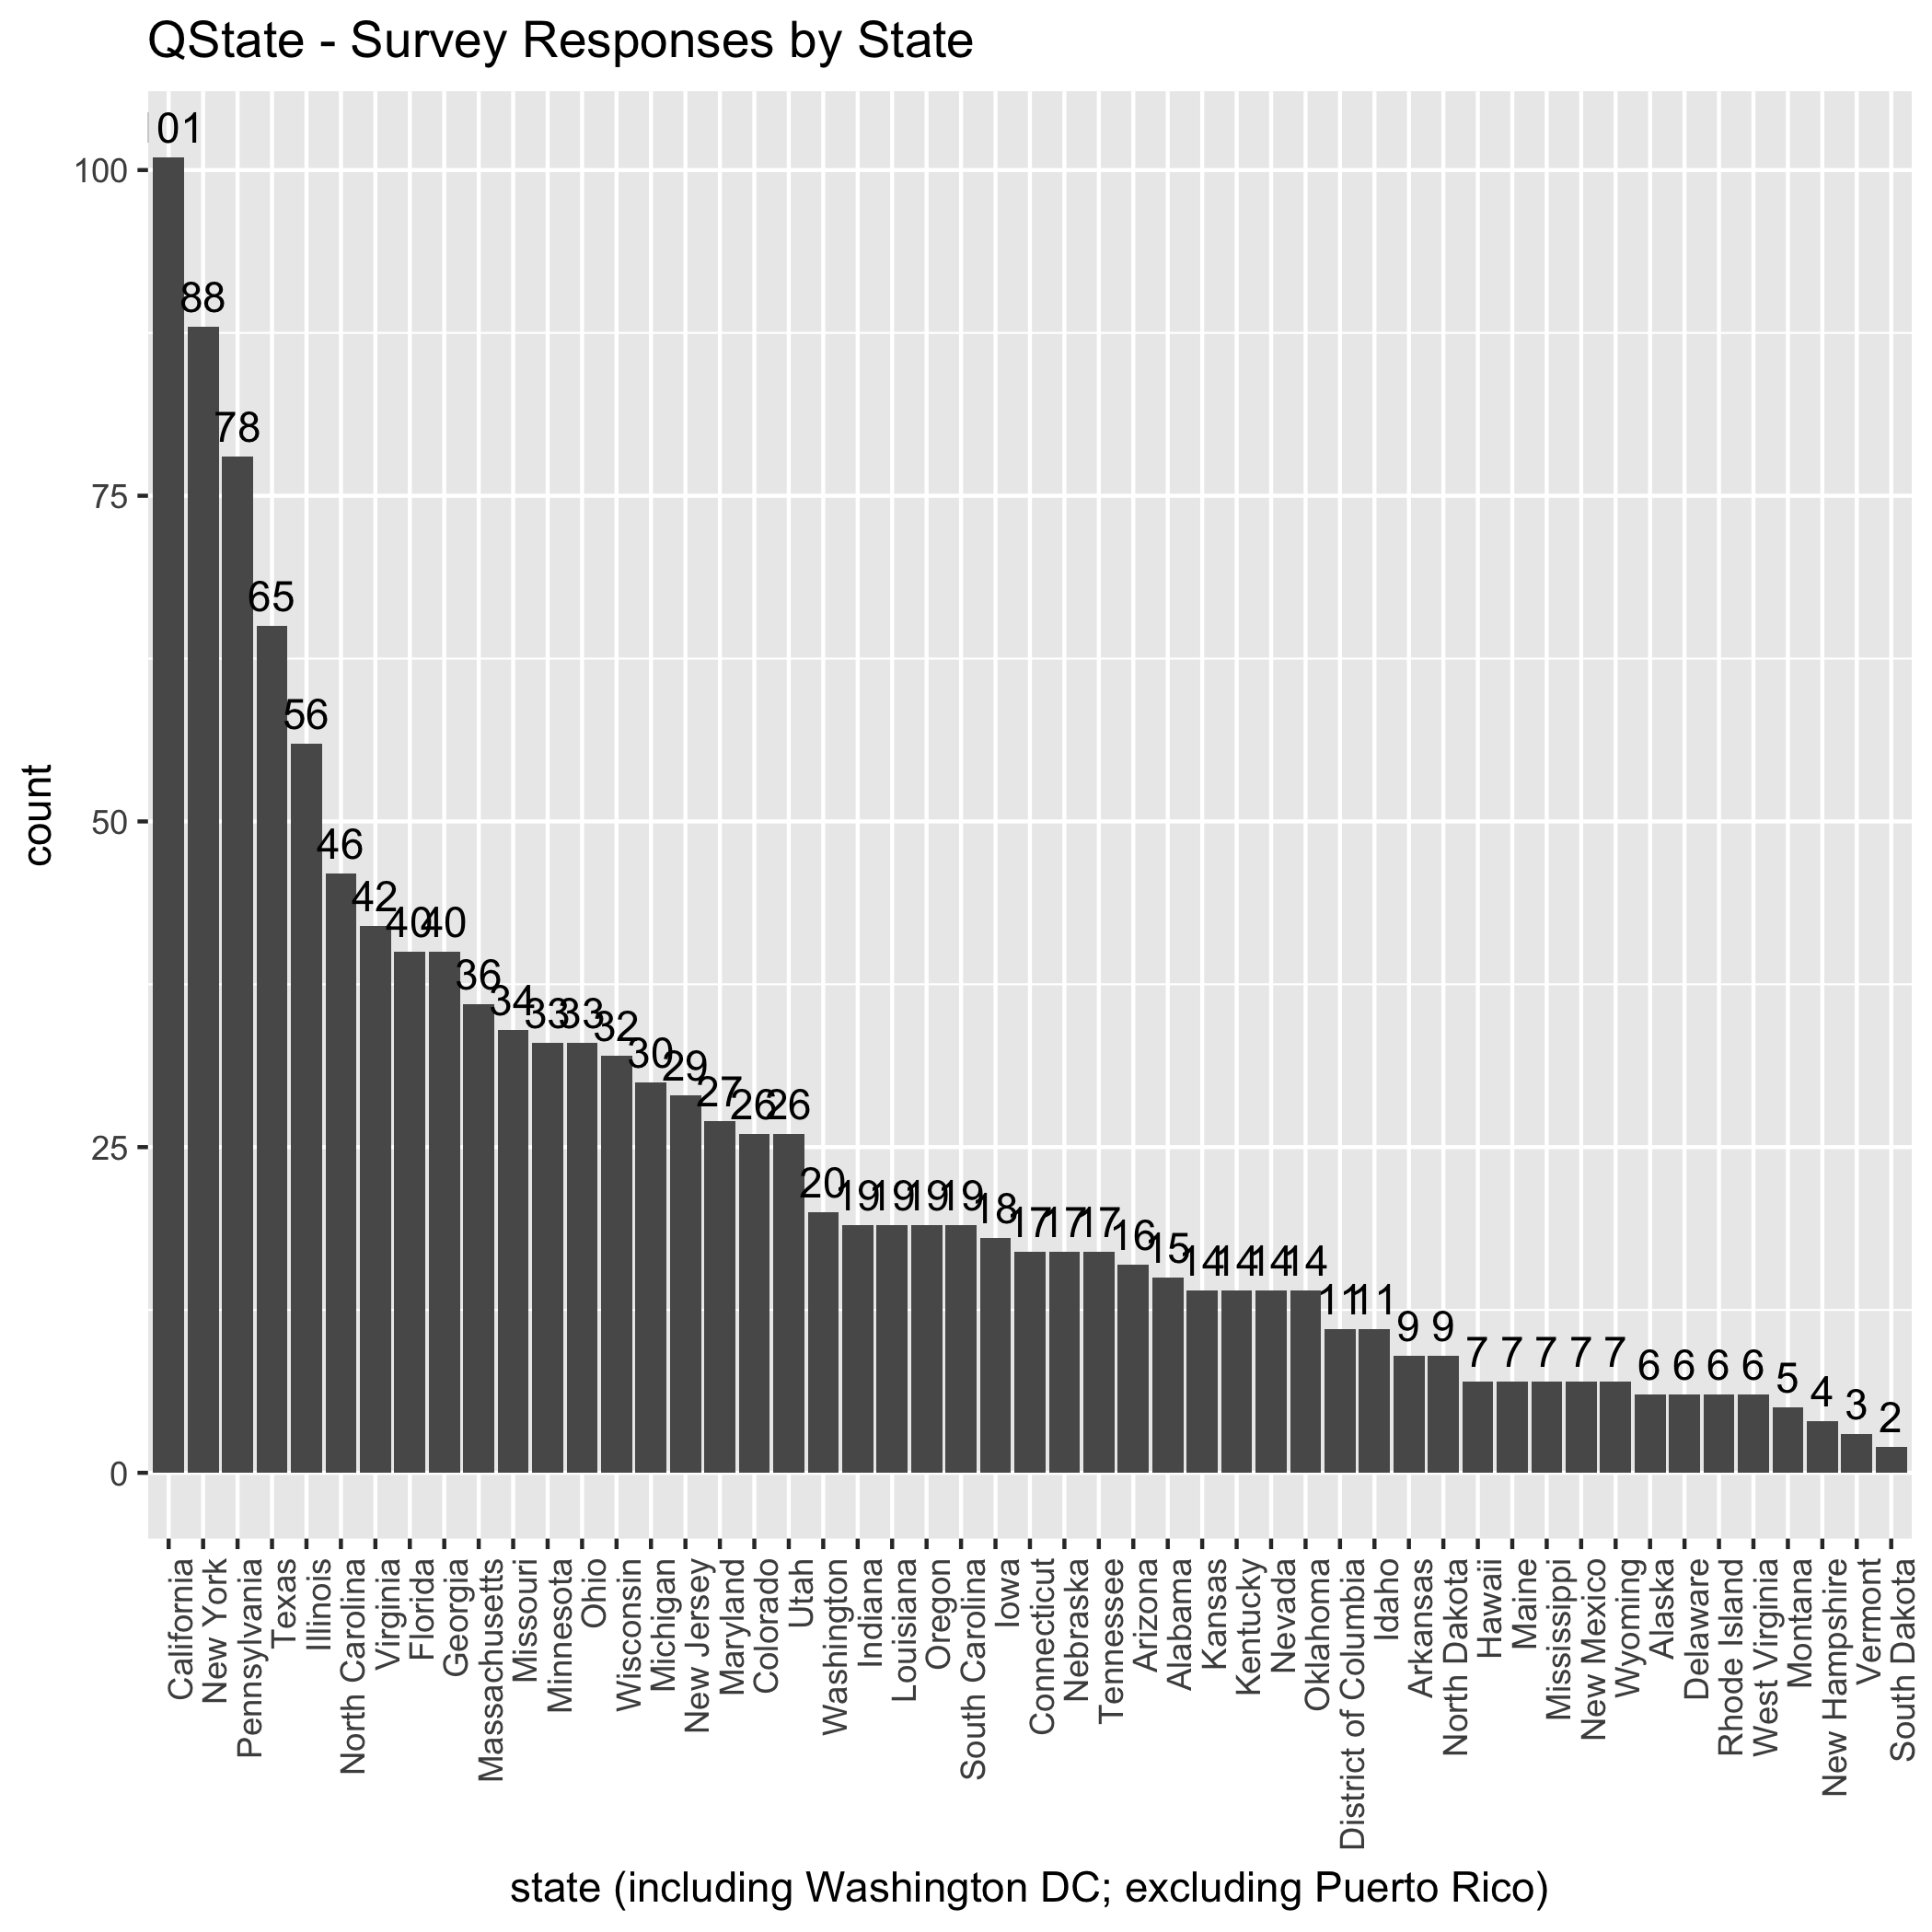 QState - Survey Responses by State
101
88
78
65
56
46
42
40
40
36
34
33
33
32
30
29
27
26
26
20
19
19
19
19
18
17
17
17
16
15
14
14
14
14
11
11
9
9
7
7
7
7
7
6
6
6
6
5
4
3
2
100
75
50
25
0
count
California
New York
Pennsylvania
Texas
Illinois
North Carolina
Virginia
Florida
Georgia
Massachusetts
Missouri
Minnesota
Ohio
Wisconsin
Michigan
New Jersey
Maryland
Colorado
Utah
Washington
Indiana
Louisiana
Oregon
South Carolina
Iowa
Connecticut
Nebraska
Tennessee
Arizona
Alabama
Kansas
Kentucky
Nevada
Oklahoma
District of Columbia
Idaho
Arkansas
North Dakota
Hawaii
Maine
Mississippi
New Mexico
Wyoming
Alaska
Delaware
Rhode Island
West Virginia
Montana
New Hampshire
Vermont
South Dakota
state (including Washington DC; excluding Puerto Rico)